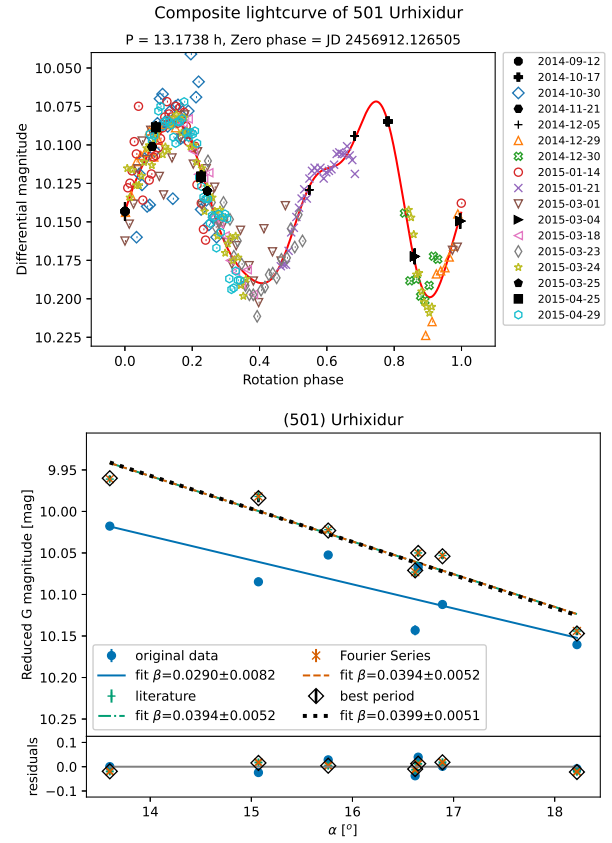 Composite lightcurve of 501 Urhixidur
P = 13.1738 h, Zero phase = JD 2456912.126505
Differential magnitude
10.050
10.075
10.100
10.125
10.150
10.175
10.200
10.225
0.0 0.2 0.4 0.6 0.8 1.0
Rotation phase
2014-09-12
2014-10-17
2014-10-30
2014-11-21
2014-12-05
2014-12-29
2014-12-30
2015-01-14
2015-01-21
2015-03-01
2015-03-04
2015-03-18
2015-03-23
2015-03-24
2015-03-25
2015-04-25
2015-04-29
(501) Urhixidur
Reduced G magnitude [mag]
9.95
10.00
10.05
10.10
10.15
10.20
10.25
original data
fit β=0.0290±0.0082
literature
fit β=0.0394±0.0052
Fourier Series
fit β=0.0394±0.0052
best period
fit β=0.0399±0.0051
residuals
0.1
0.0
−0.1
14 15 16 17 18
α [°]